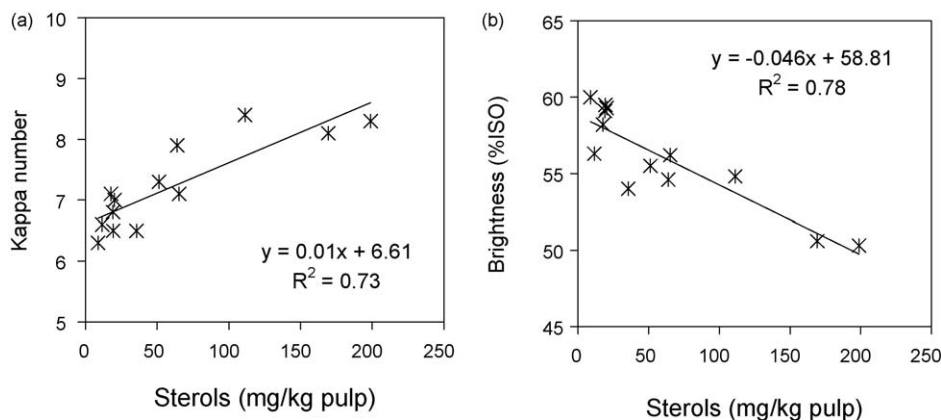 (a)
10
9
8
7
6
5
Kappa number
y = 0.01x + 6.61
R² = 0.73
0 50 100 150 200 250
Sterols (mg/kg pulp)
(b)
65
60
55
50
45
Brightness (%ISO)
y = -0.046x + 58.81
R² = 0.78
0 50 100 150 200 250
Sterols (mg/kg pulp)